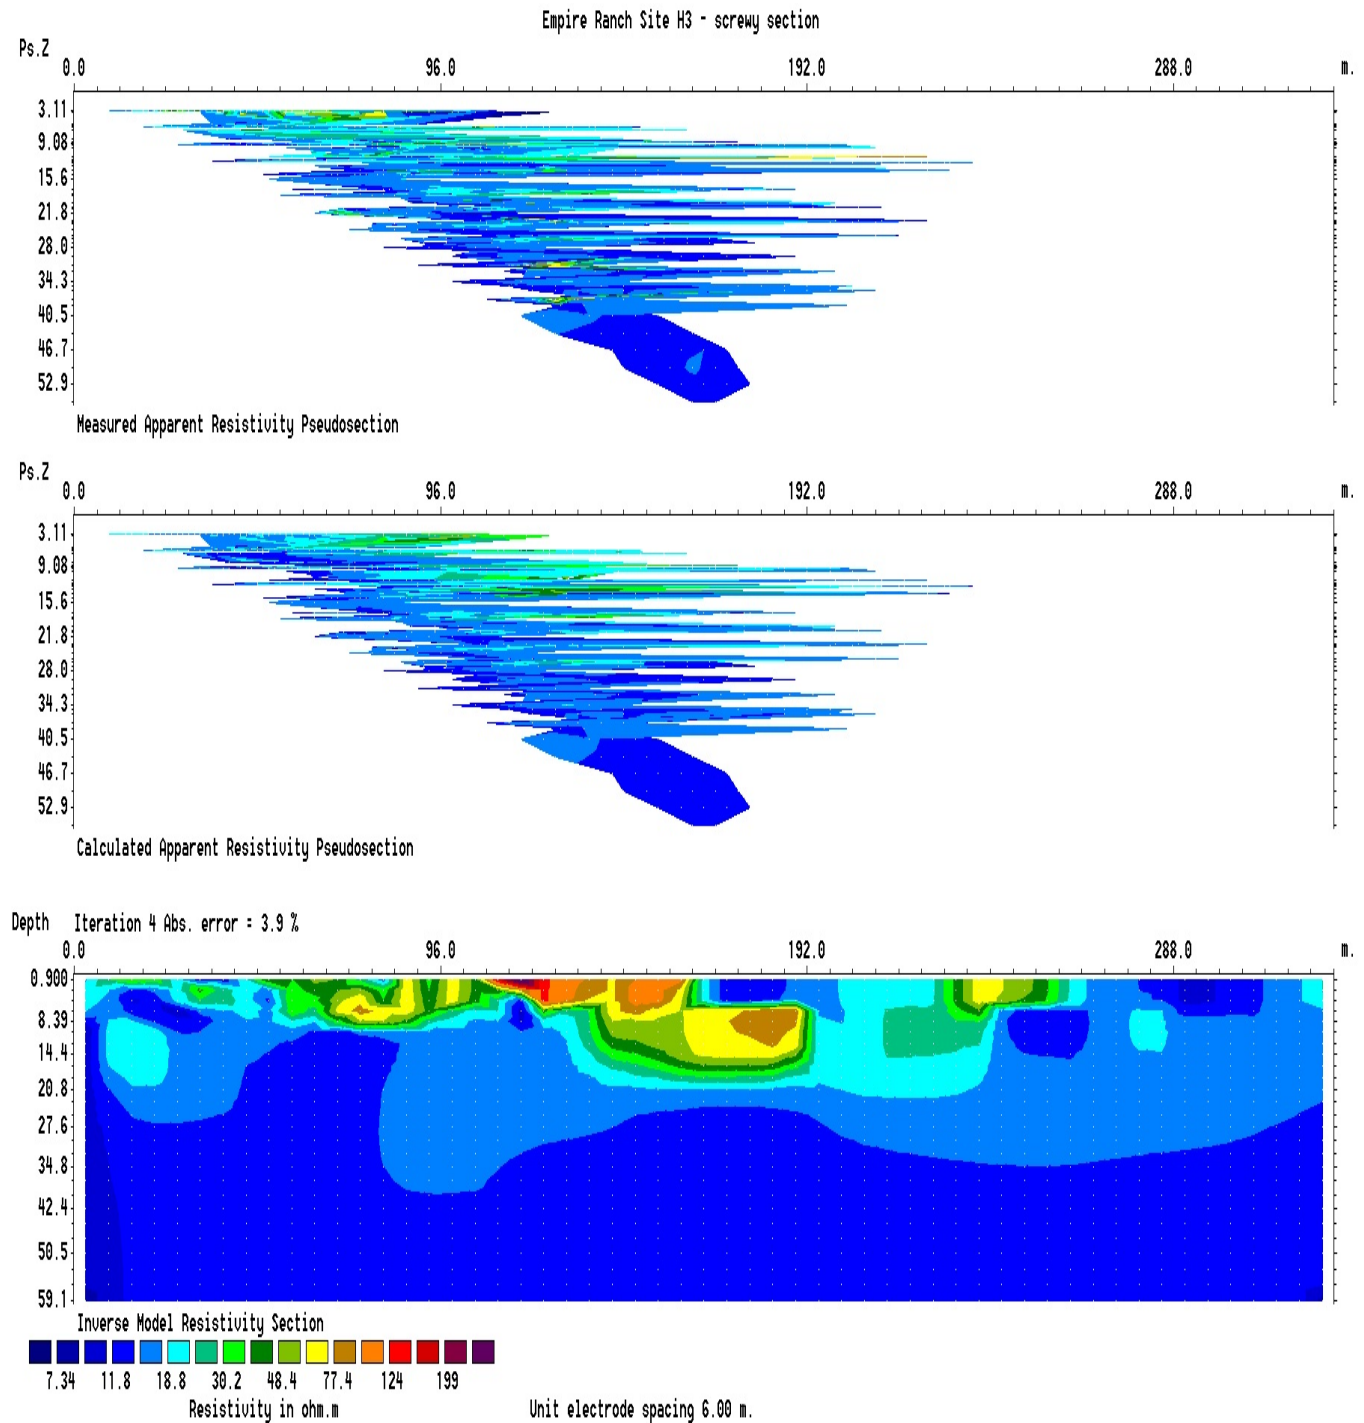 Empire Ranch Site H3 - screwy section
Ps.Z
0.0 96.0 192.0 288.0 m.
3.11
9.08
15.6
21.8
28.0
34.3
40.5
46.7
52.9
Measured Apparent Resistivity Pseudosection
Ps.Z
0.0 96.0 192.0 288.0 m.
3.11
9.08
15.6
21.8
28.0
34.3
40.5
46.7
52.9
Calculated Apparent Resistivity Pseudosection
Depth Iteration 4 Abs. error = 3.9 %
0.0 96.0 192.0 288.0 m.
0.900
8.39
14.4
20.8
27.6
34.8
42.4
50.5
59.1
Inverse Model Resistivity Section
7.34 11.8 18.8 30.2 48.4 77.4 124 199
Resistivity in ohm.m Unit electrode spacing 6.00 m.